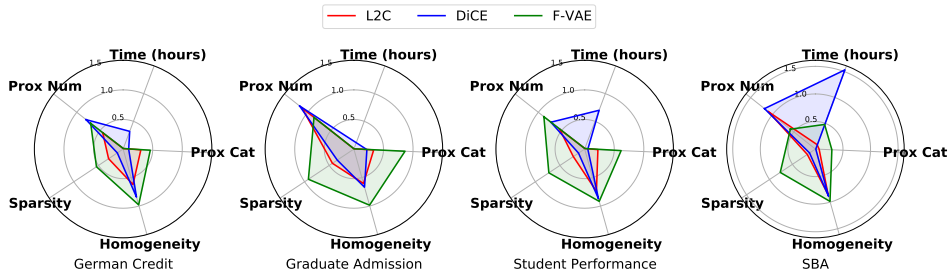 L2C DiCE F-VAE
Time (hours) Time (hours) Time (hours) Time (hours)
1.5 1.5 1.5 1.5
Prox Num Prox Num Prox Num Prox Num
1.0 1.0 1.0 1.0
0.5 0.5 0.5 0.5
Prox Cat Prox Cat Prox Cat Prox Cat
Sparsity Sparsity Sparsity Sparsity
Homogeneity Homogeneity Homogeneity Homogeneity
German Credit Graduate Admission Student Performance SBA